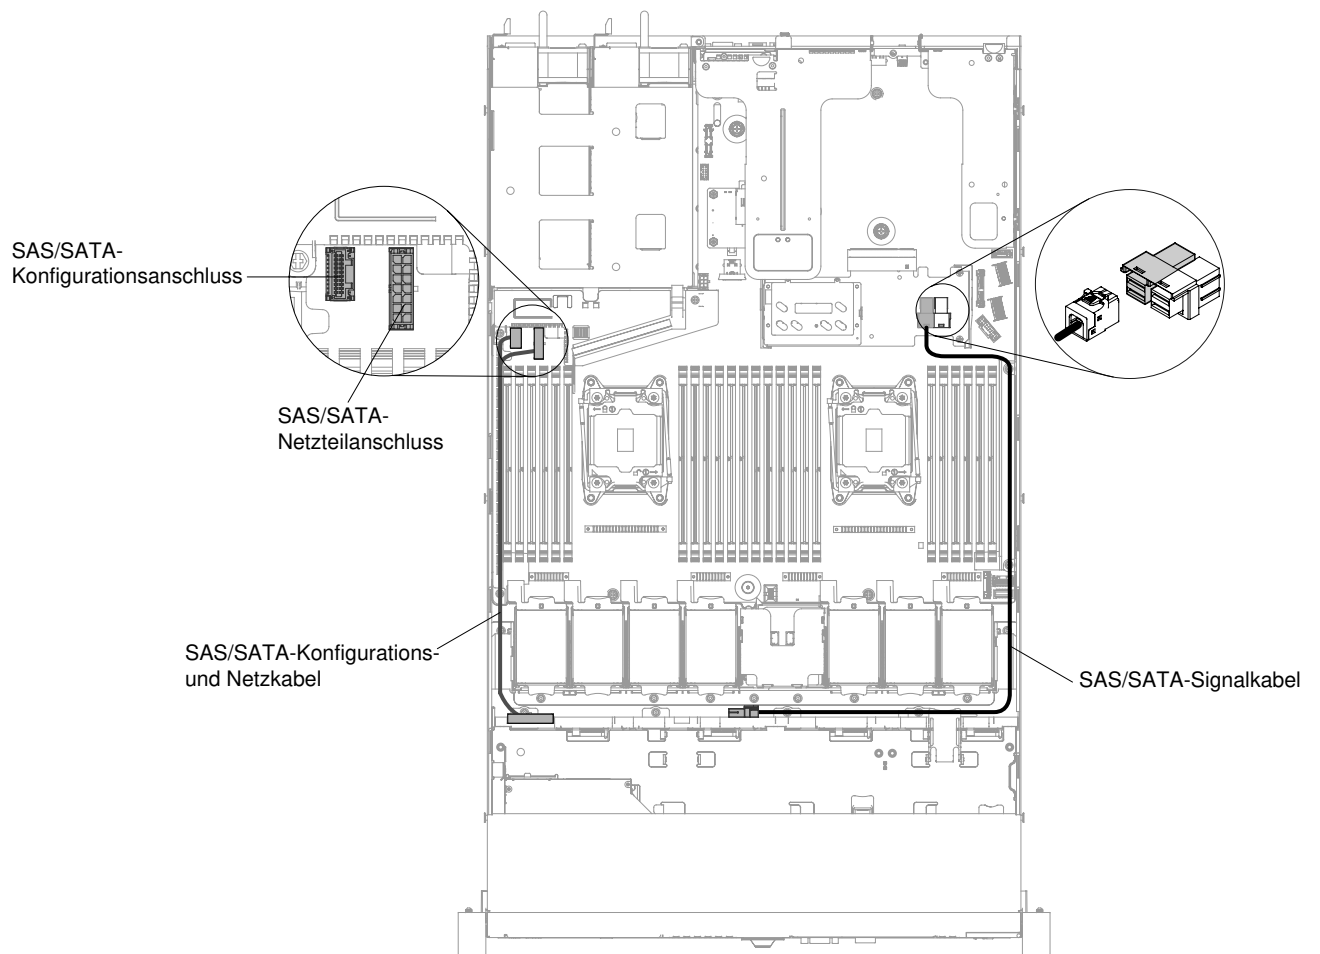 SAS/SATA-
Konfigurationsanschluss
SAS/SATA-
Netzteilanschluss
SAS/SATA-Konfigurations-
und Netzkabel
SAS/SATA-Signalkabel